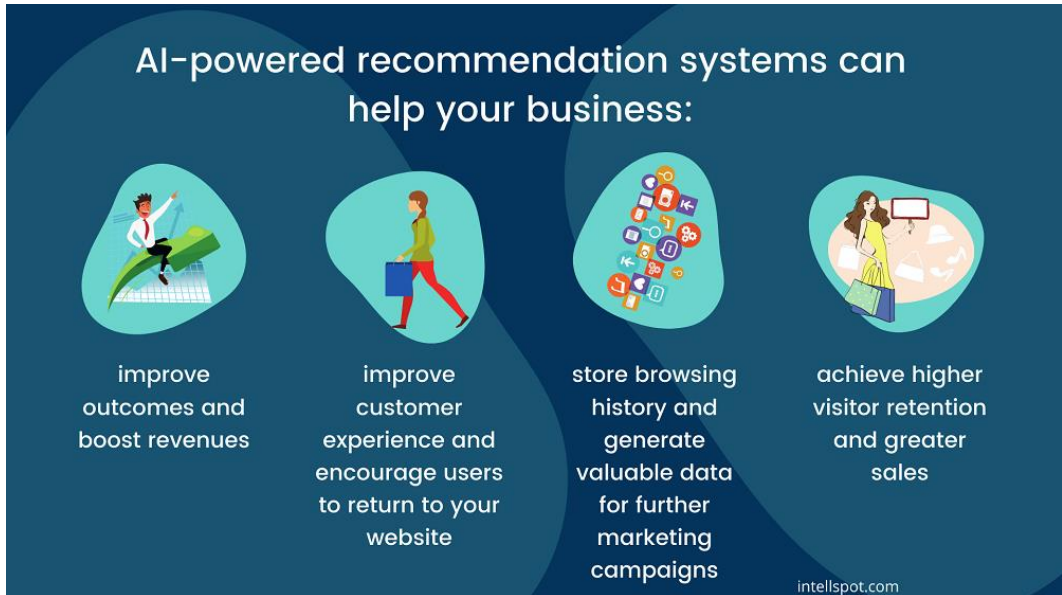 AI-powered recommendation systems can
help your business:
improve
outcomes and
boost revenues
improve
customer
experience and
encourage users
to return to your
website
store browsing
history and
generate
valuable data
for further
marketing
campaigns
achieve higher
visitor retention
and greater
sales
intellspot.com